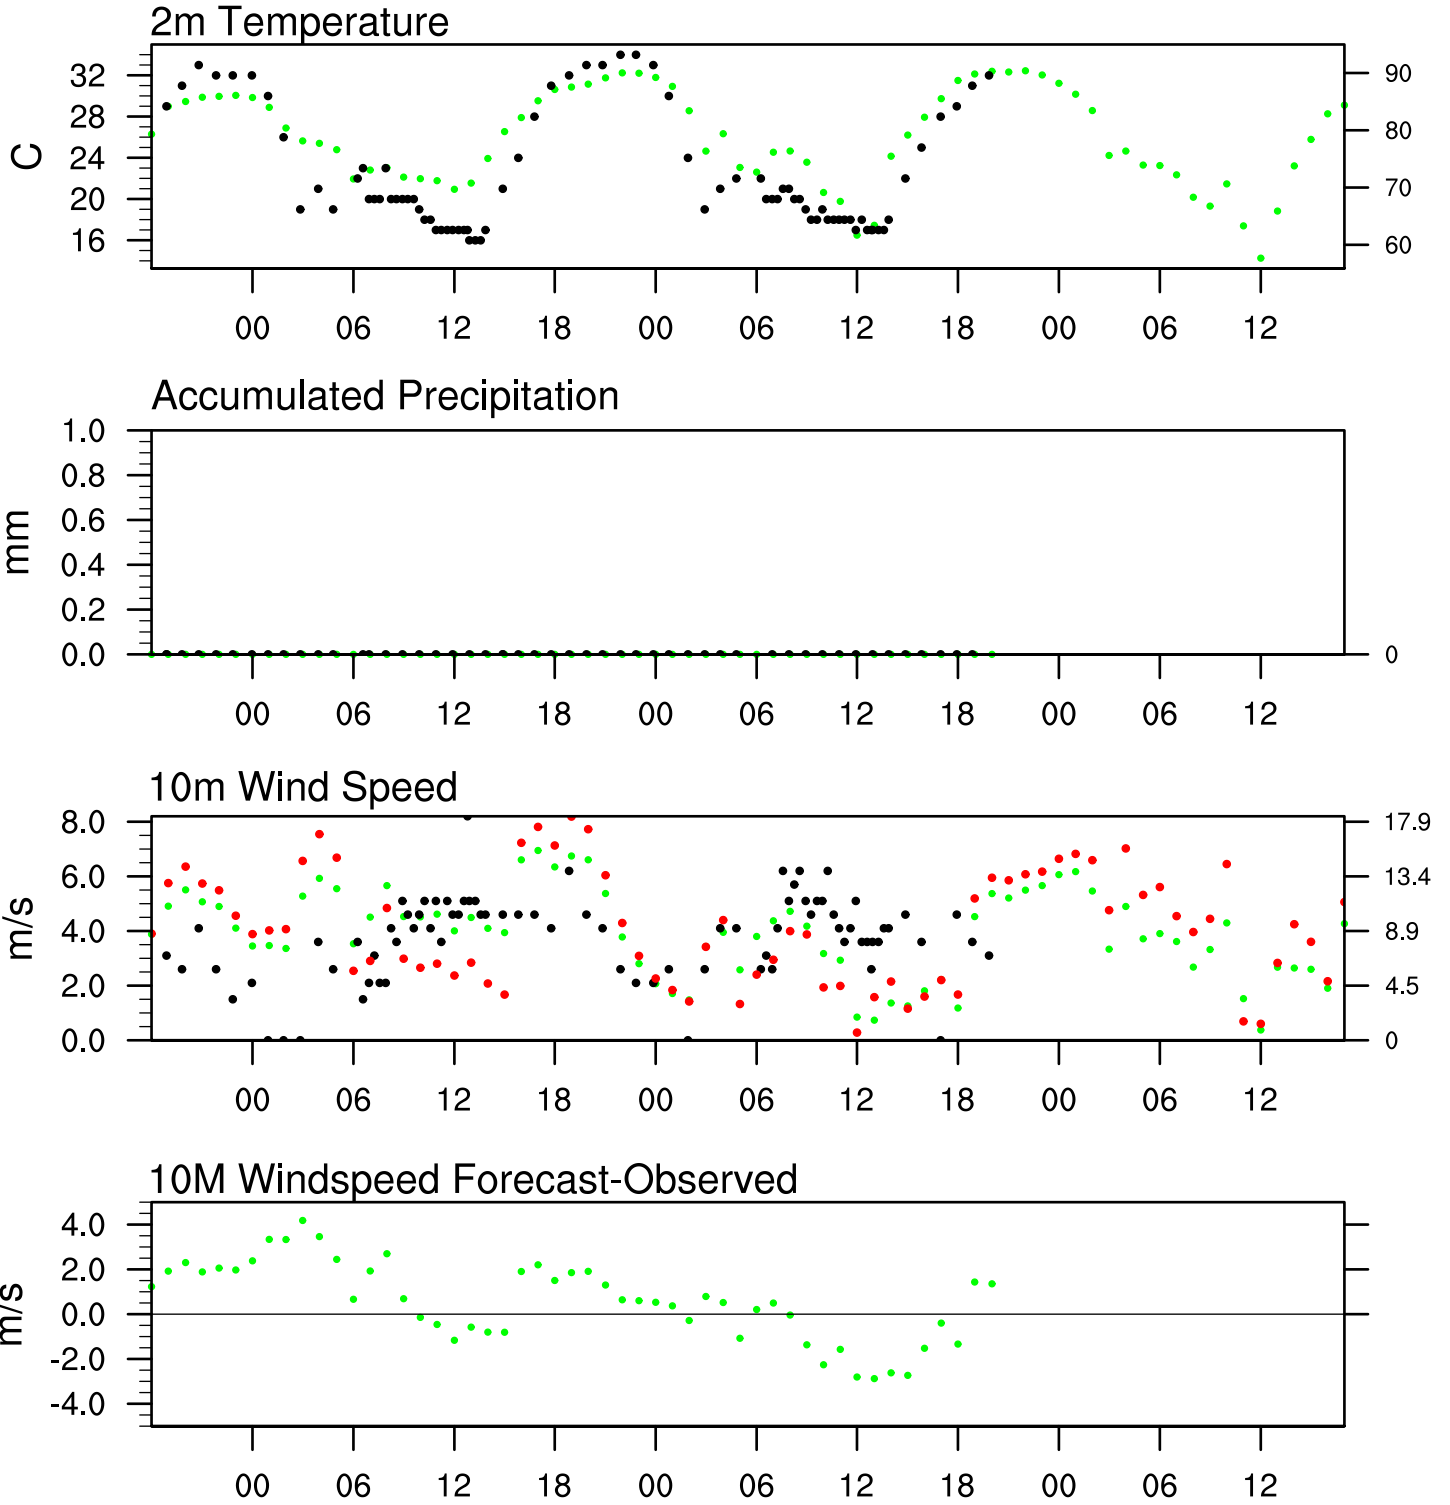 2m Temperature
C
32
28
24
20
16
90
80
70
60
00 06 12 18 00 06 12 18 00 06 12
Accumulated Precipitation
mm
1.0
0.8
0.6
0.4
0.2
0.0
0
00 06 12 18 00 06 12 18 00 06 12
10m Wind Speed
m/s
8.0
6.0
4.0
2.0
0.0
17.9
13.4
8.9
4.5
0
00 06 12 18 00 06 12 18 00 06 12
10M Windspeed Forecast-Observed
m/s
4.0
2.0
0.0
-2.0
-4.0
00 06 12 18 00 06 12 18 00 06 12